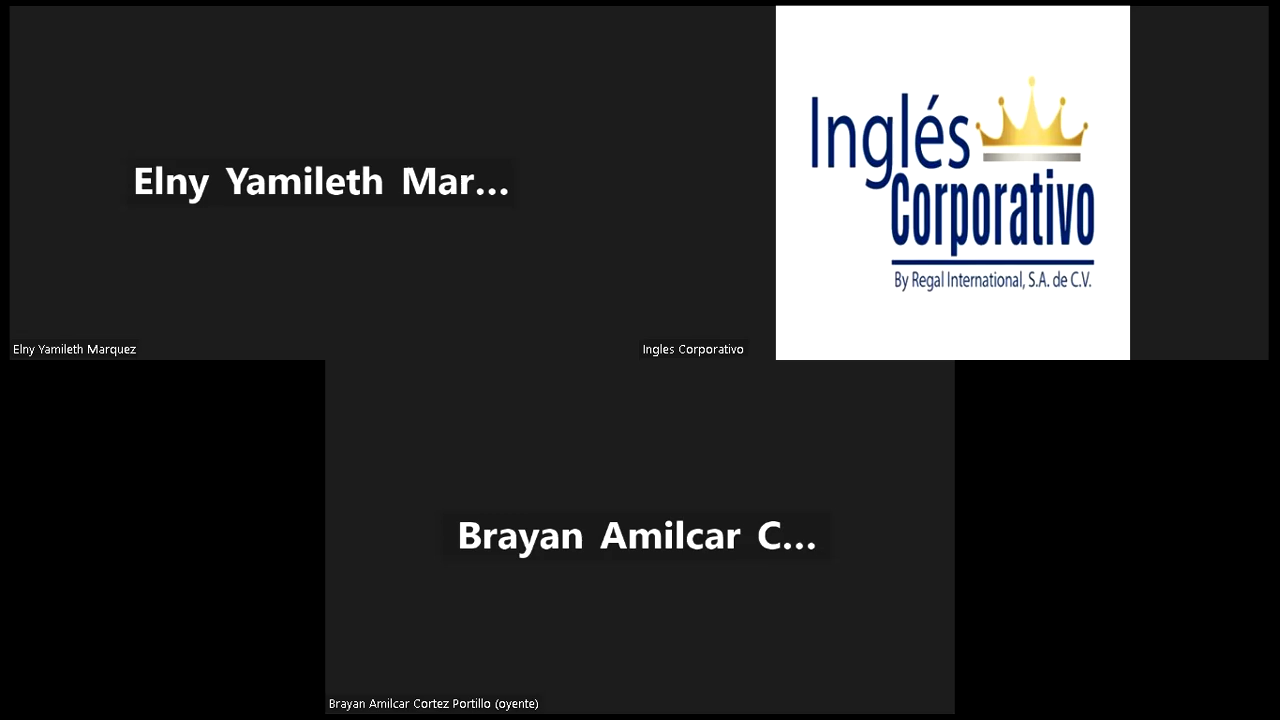 Elny Yamileth Mar...
Elny Yamileth Marquez
Inglés
Corporativo
By Regal International, S.A. de C.V.
Ingles Corporativo
Brayan Amilcar C...
Brayan Amilcar Cortez Portillo (oyente)